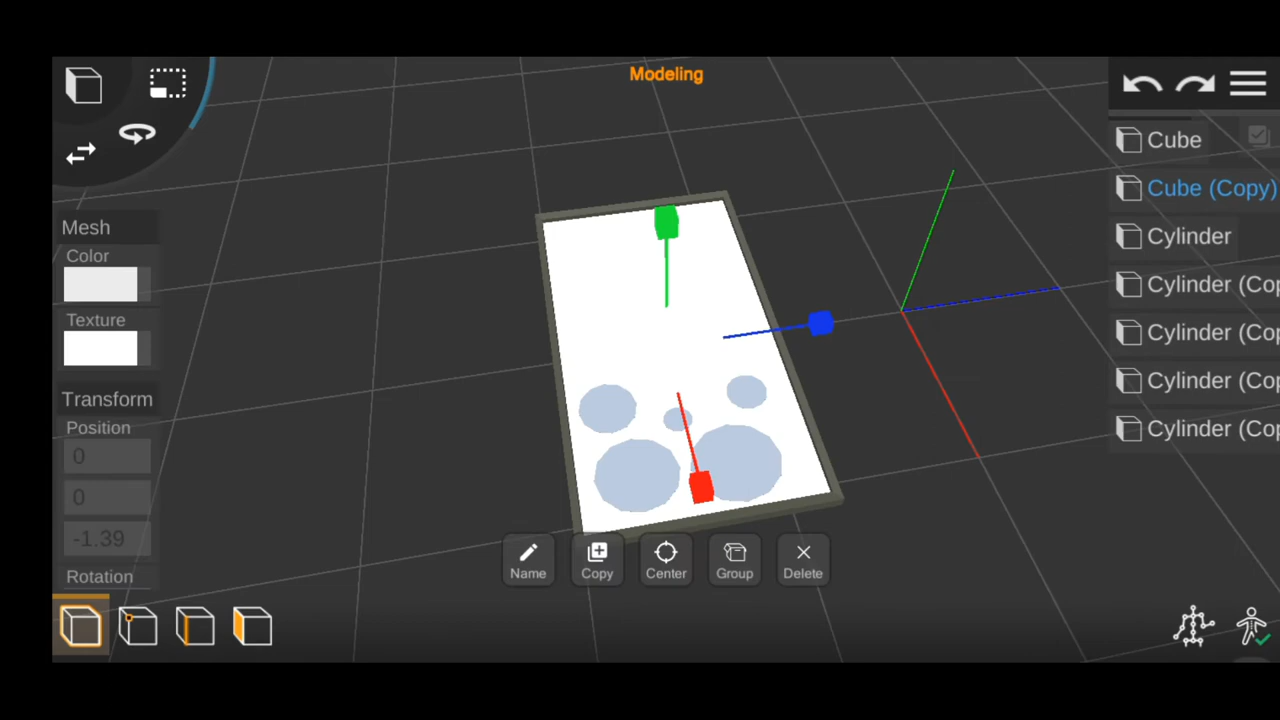 Modeling
Cube
Cube (Copy)
Cylinder
Cylinder (Cop
Cylinder (Cop
Cylinder (Cop
Cylinder (Cop
Mesh
Color
Texture
Transform
Position
0
0
-1.39
Rotation
Name
Copy
Center
Group
Delete